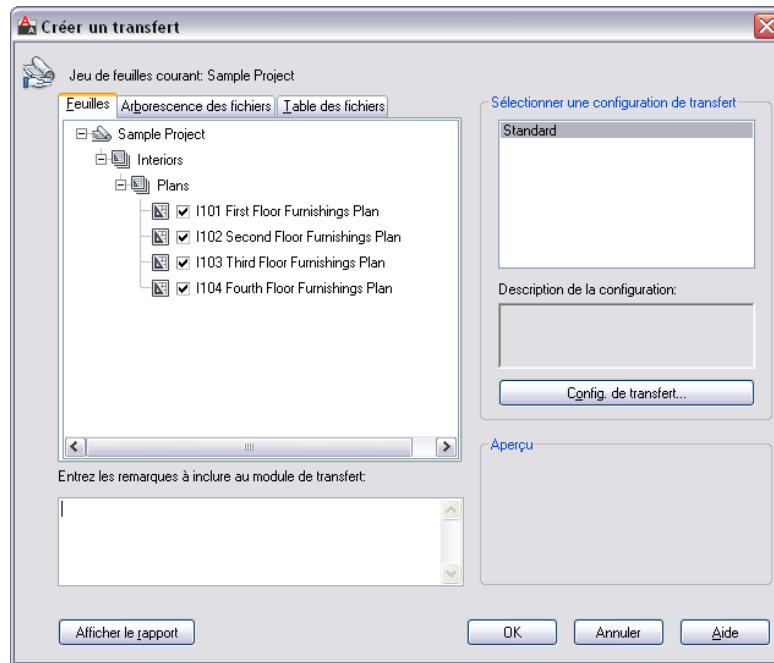 Créer un transfert
Jeu de feuilles courant: Sample Project
Feuilles
Arborescence des fichiers
Table des fichiers
Sample Project
Interiors
Plans
I101 First Floor Furnishings Plan
I102 Second Floor Furnishings Plan
I103 Third Floor Furnishings Plan
I104 Fourth Floor Furnishings Plan
Entrez les remarques à inclure au module de transfert:
Sélectionner une configuration de transfert
Standard
Description de la configuration:
Config. de transfert...
Aperçu
Afficher le rapport
OK
Annuler
Aide